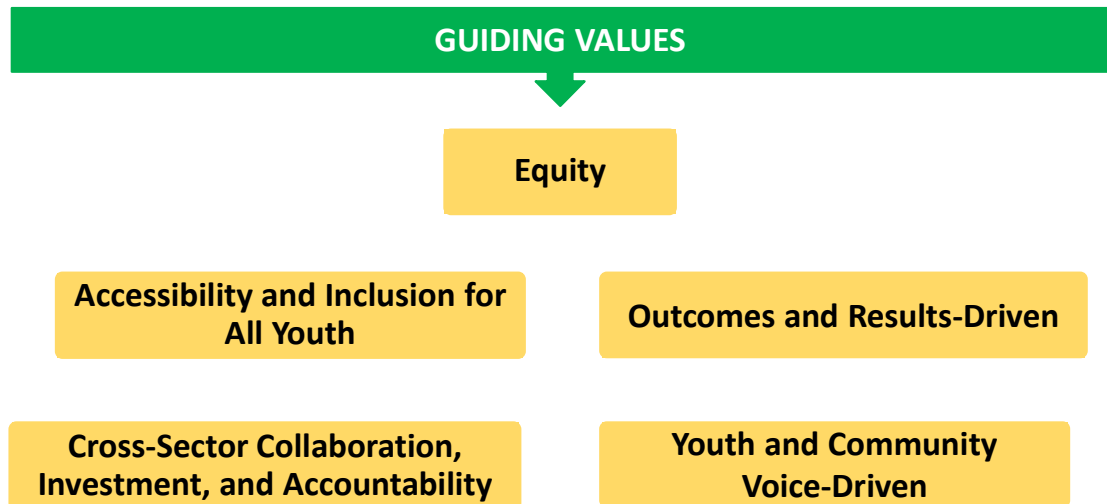 GUIDING VALUES
Equity
Accessibility and Inclusion for
All Youth
Outcomes and Results-Driven
Cross-Sector Collaboration,
Investment, and Accountability
Youth and Community
Voice-Driven